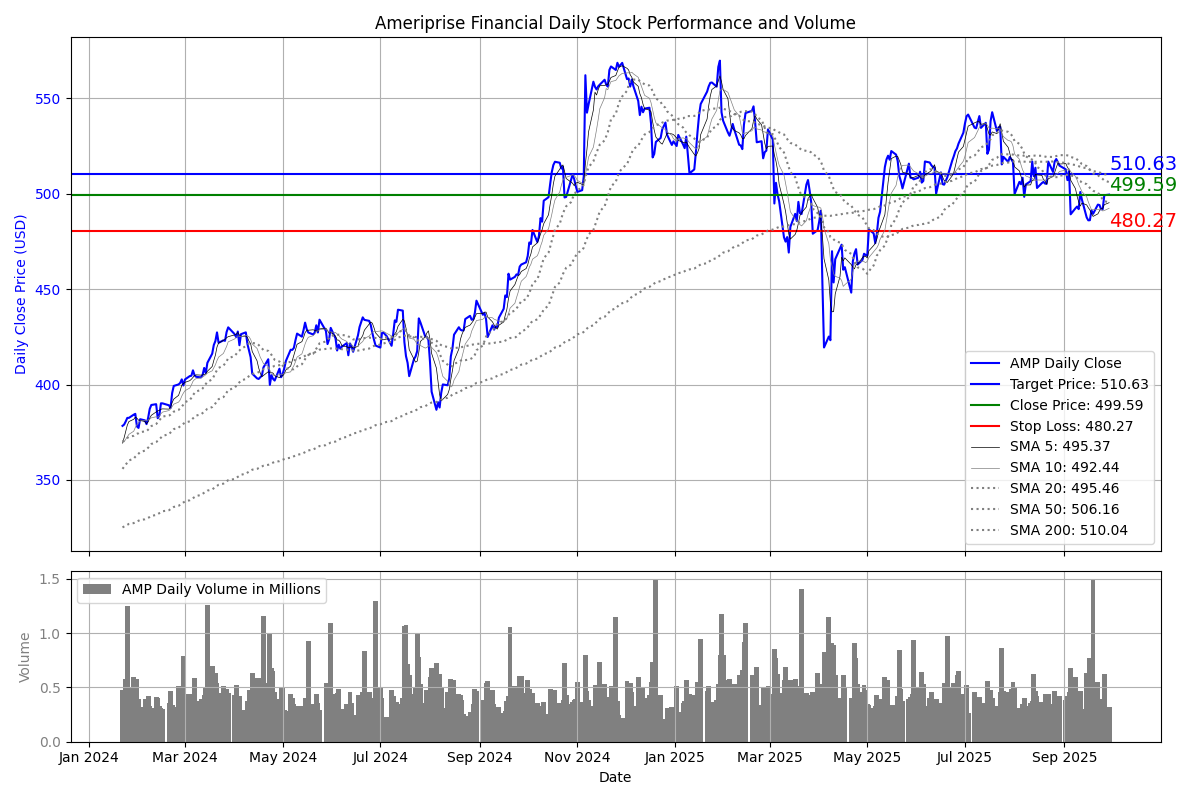 Ameriprise Financial Daily Stock Performance and Volume
Daily Close Price (USD)
550
500
450
400
350
510.63
499.59
480.27
AMP Daily Close
Target Price: 510.63
Close Price: 499.59
Stop Loss: 480.27
SMA 5: 495.37
SMA 10: 492.44
SMA 20: 495.46
SMA 50: 506.16
SMA 200: 510.04
Volume
1.5
1.0
0.5
0.0
AMP Daily Volume in Millions
Jan 2024 Mar 2024 May 2024 Jul 2024 Sep 2024 Nov 2024 Jan 2025 Mar 2025 May 2025 Jul 2025 Sep 2025
Date